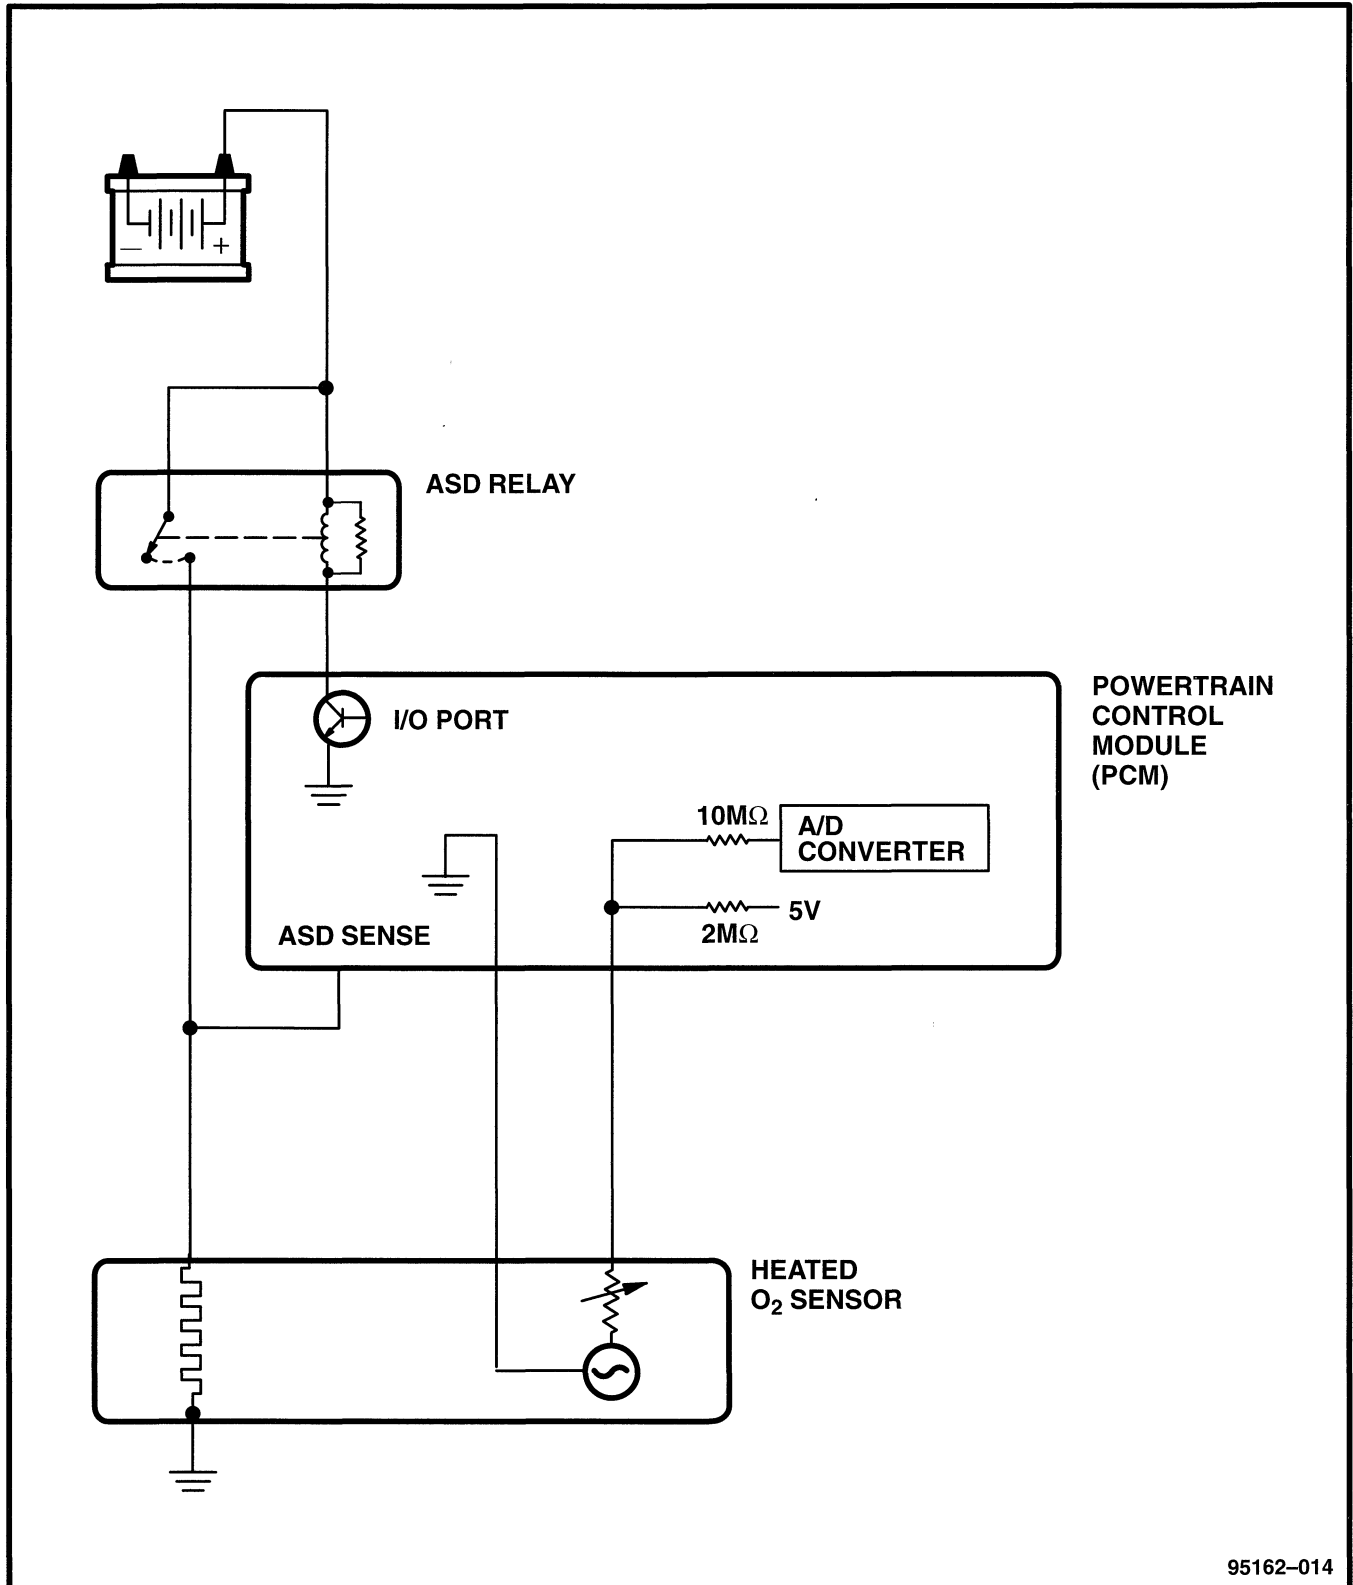 − +
ASD RELAY
POWERTRAIN
CONTROL
MODULE
(PCM)
I/O PORT
10MΩ
A/D
CONVERTER
5V
2MΩ
ASD SENSE
HEATED
O₂ SENSOR
95162–014